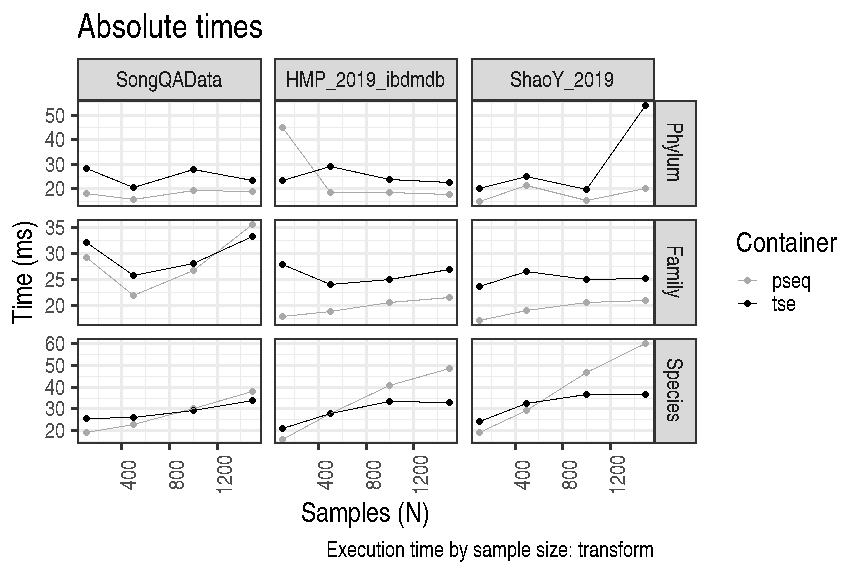 Absolute times
SongQAData HMP_2019_ibdmdb ShaoY_2019
50
40
30
20
Phylum
35
30
25
20
Family
60
50
40
30
20
Species
Time (ms)
400 800 1200 400 800 1200 400 800 1200
Samples (N)
Execution time by sample size: transform
Container
pseq
tse